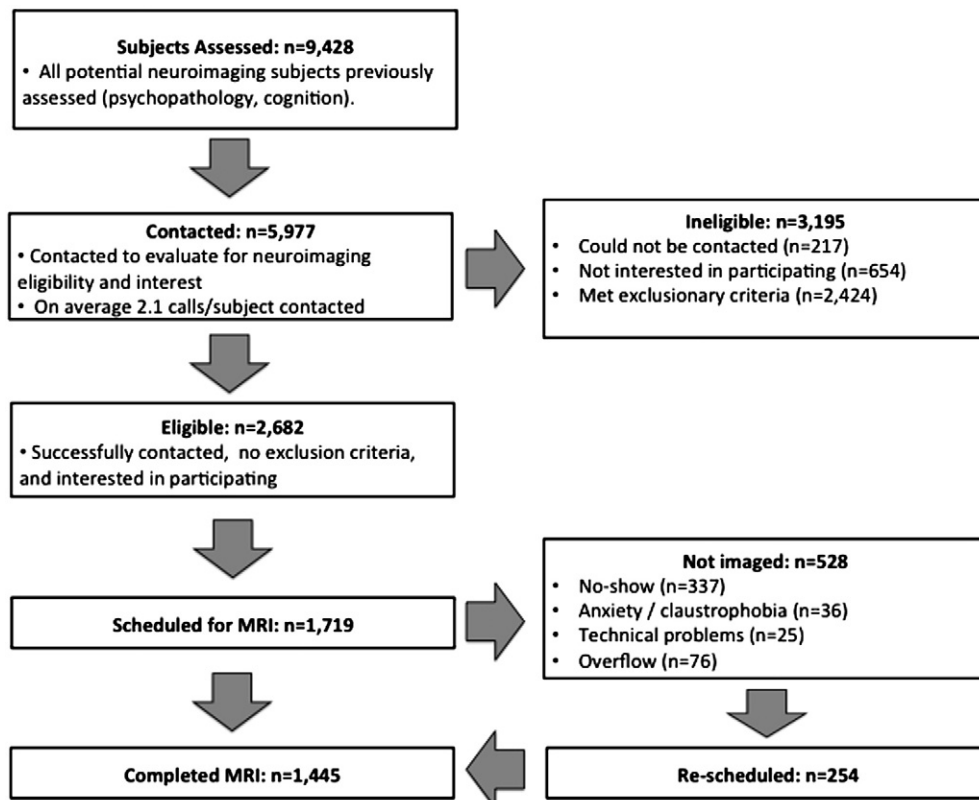 Subjects Assessed: n=9,428
• All potential neuroimaging subjects previously
assessed (psychopathology, cognition).
Contacted: n=5,977
• Contacted to evaluate for neuroimaging
eligibility and interest
• On average 2.1 calls/subject contacted
Ineligible: n=3,195
• Could not be contacted (n=217)
• Not interested in participating (n=654)
• Met exclusionary criteria (n=2,424)
Eligible: n=2,682
• Successfully contacted, no exclusion criteria,
and interested in participating
Scheduled for MRI: n=1,719
Not imaged: n=528
• No-show (n=337)
• Anxiety / claustrophobia (n=36)
• Technical problems (n=25)
• Overflow (n=76)
Completed MRI: n=1,445
Re-scheduled: n=254